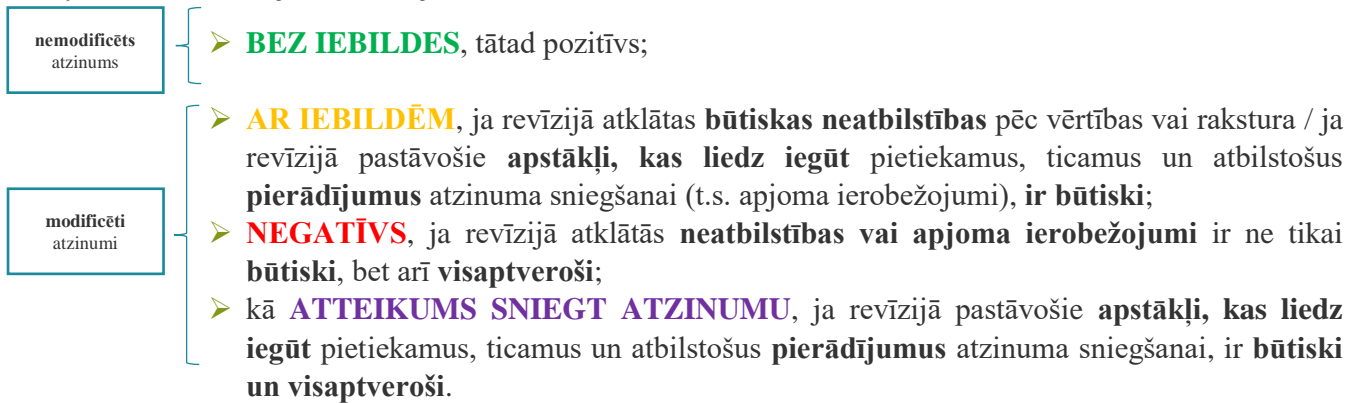 nemodificēts
atzinums
➢ BEZ IEBILDES, tātad pozitīvs;
➢ AR IEBILDĒM, ja revīzijā atklātas būtiskas neatbilstības pēc vērtības vai rakstura / ja
revīzijā pastāvošie apstākļi, kas liedz iegūt pietiekamus, ticamus un atbilstošus
pierādījumus atzinuma sniegšanai (t.s. apjoma ierobežojumi), ir būtiski;
modificēti
atzinumi
➢ NEGATĪVS, ja revīzijā atklātās neatbilstības vai apjoma ierobežojumi ir ne tikai
būtiski, bet arī visaptveroši;
➢ kā ATTEIKUMS SNIEGT ATZINUMU, ja revīzijā pastāvošie apstākļi, kas liedz
iegūt pietiekamus, ticamus un atbilstošus pierādījumus atzinuma sniegšanai, ir būtiski
un visaptveroši.